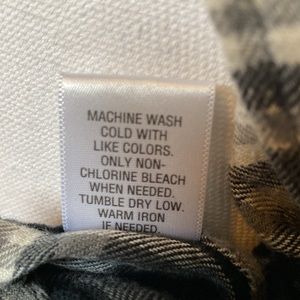 MACHINE WASH
COLD WITH
LIKE COLORS.
ONLY NON-
CHLORINE BLEACH
WHEN NEEDED.
TUMBLE DRY LOW.
WARM IRON
IF NEEDED.